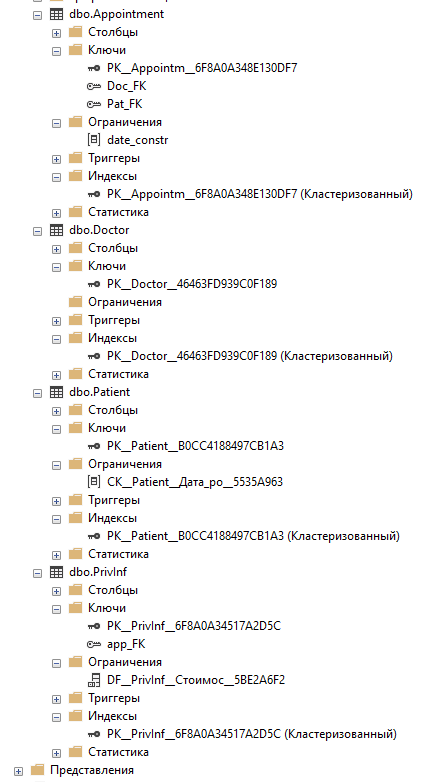 dbo.Appointment
Столбцы
Ключи
PK__Appointm__6F8A0A348E130DF7
Doc_FK
Pat_FK
Ограничения
date_constr
Триггеры
Индексы
PK__Appointm__6F8A0A348E130DF7 (Кластеризованный)
Статистика
dbo.Doctor
Столбцы
Ключи
PK__Doctor__46463FD939C0F189
Ограничения
Триггеры
Индексы
PK__Doctor__46463FD939C0F189 (Кластеризованный)
Статистика
dbo.Patient
Столбцы
Ключи
PK__Patient__B0CC4188497CB1A3
Ограничения
CK__Patient__Дата_ро__5535A963
Триггеры
Индексы
PK__Patient__B0CC4188497CB1A3 (Кластеризованный)
Статистика
dbo.PrivInf
Столбцы
Ключи
PK__PrivInf__6F8A0A34517A2D5C
app_FK
Ограничения
DF__PrivInf__Стоимос__5BE2A6F2
Триггеры
Индексы
PK__PrivInf__6F8A0A34517A2D5C (Кластеризованный)
Статистика
Представления